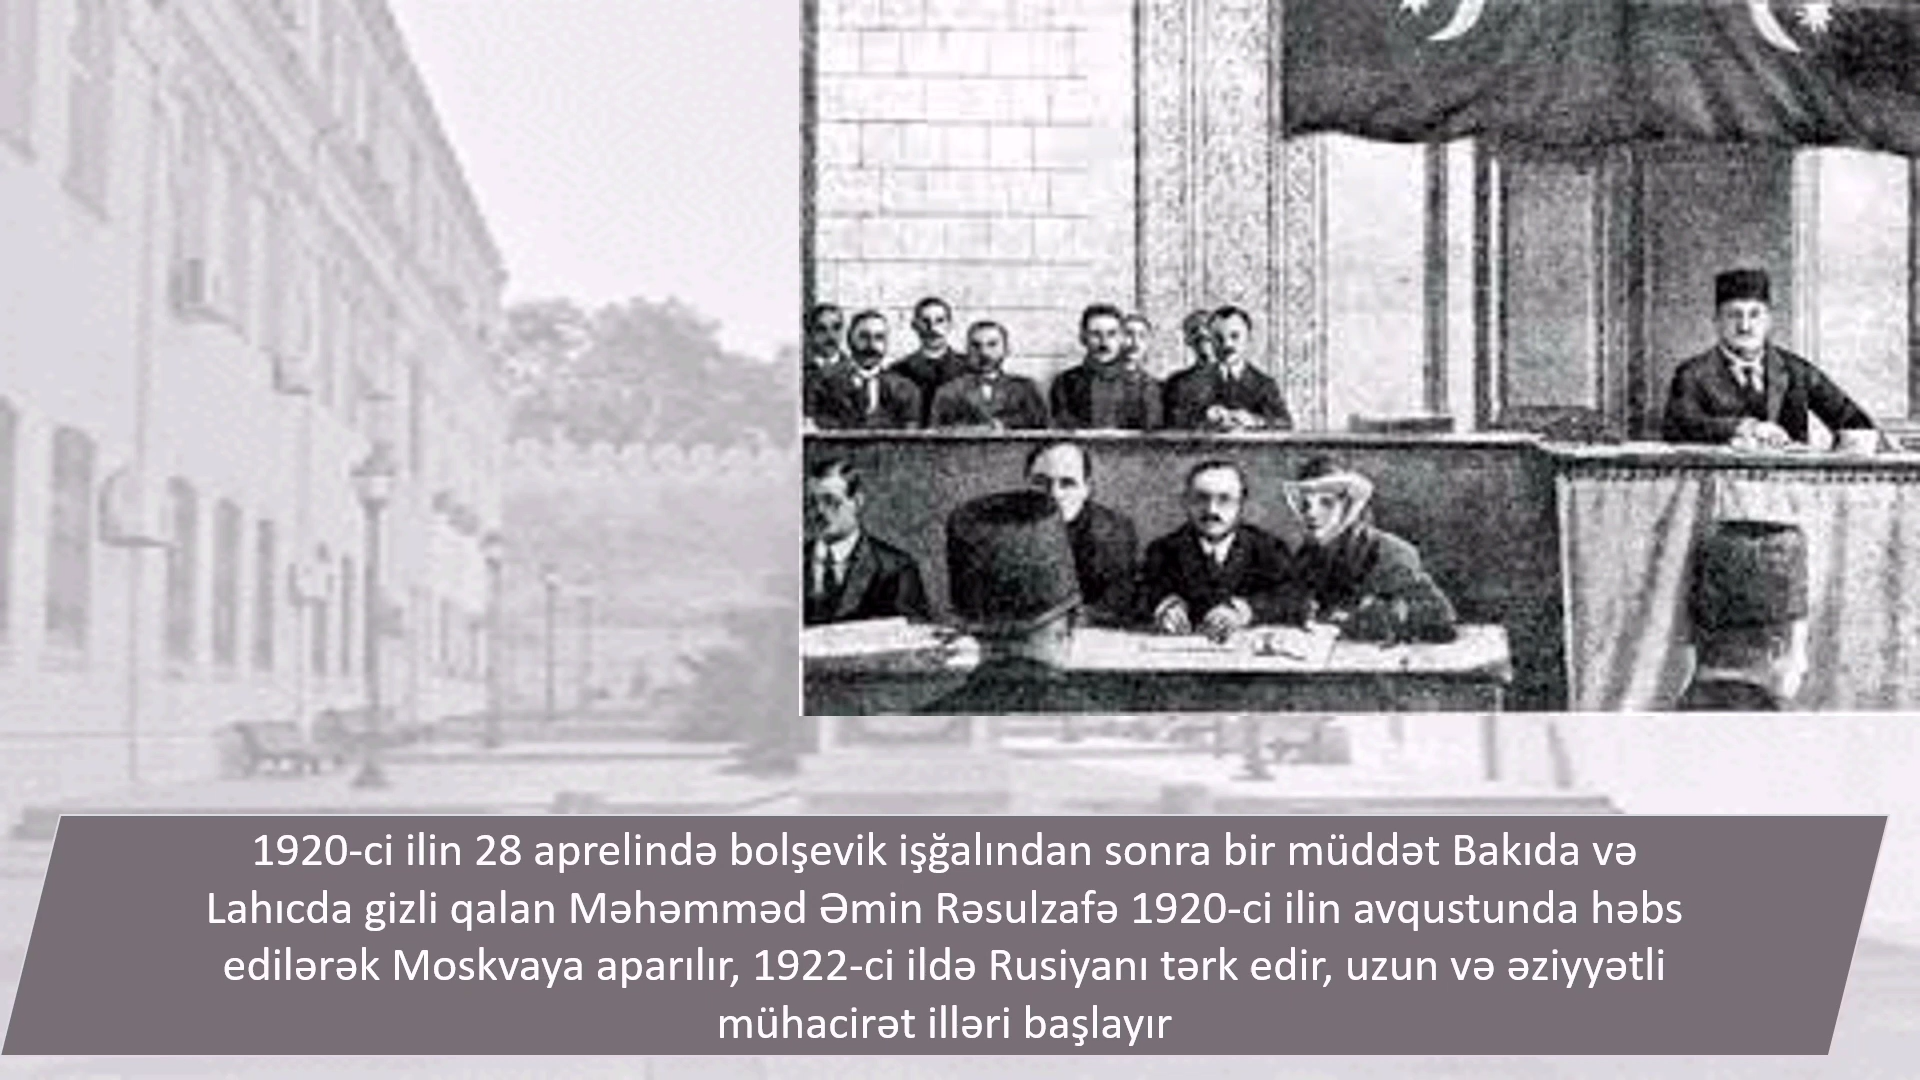 1920-ci ilin 28 aprelində bolşevik işğalından sonra bir müddət Bakıda və
Lahıcda gizli qalan Məhəmməd Əmin Rəsulzafə 1920-ci ilin avqustunda həbs
edilərək Moskvaya aparılır, 1922-ci ildə Rusiyanı tərk edir, uzun və əziyyətli
mühacirət illəri başlayır